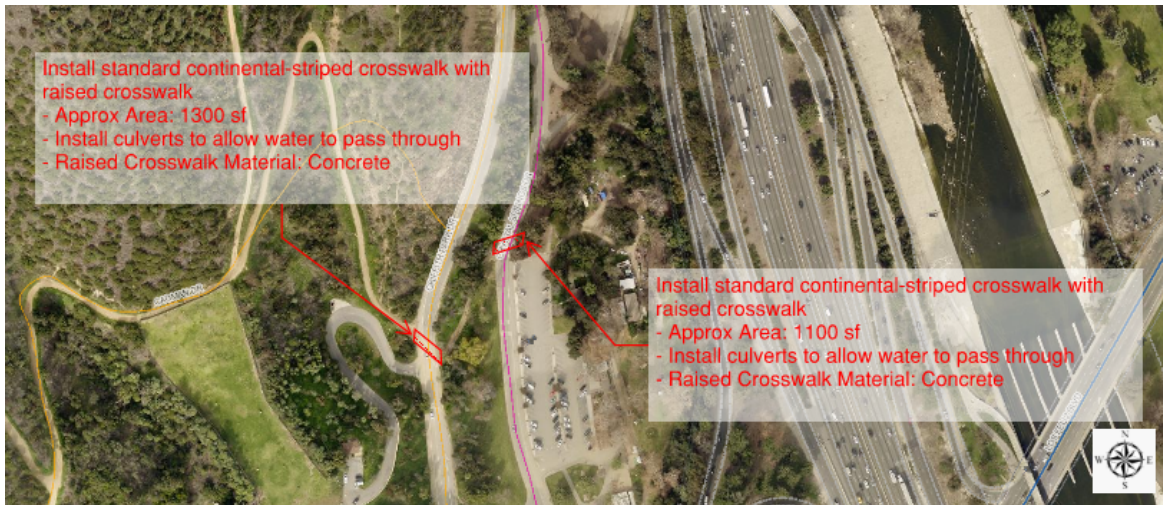 Install standard continental-striped crosswalk with
raised crosswalk
- Approx Area: 1300 sf
- Install culverts to allow water to pass through
- Raised Crosswalk Material: Concrete
Install standard continental-striped crosswalk with
raised crosswalk
- Approx Area: 1100 sf
- Install culverts to allow water to pass through
- Raised Crosswalk Material: Concrete
N
W E
S